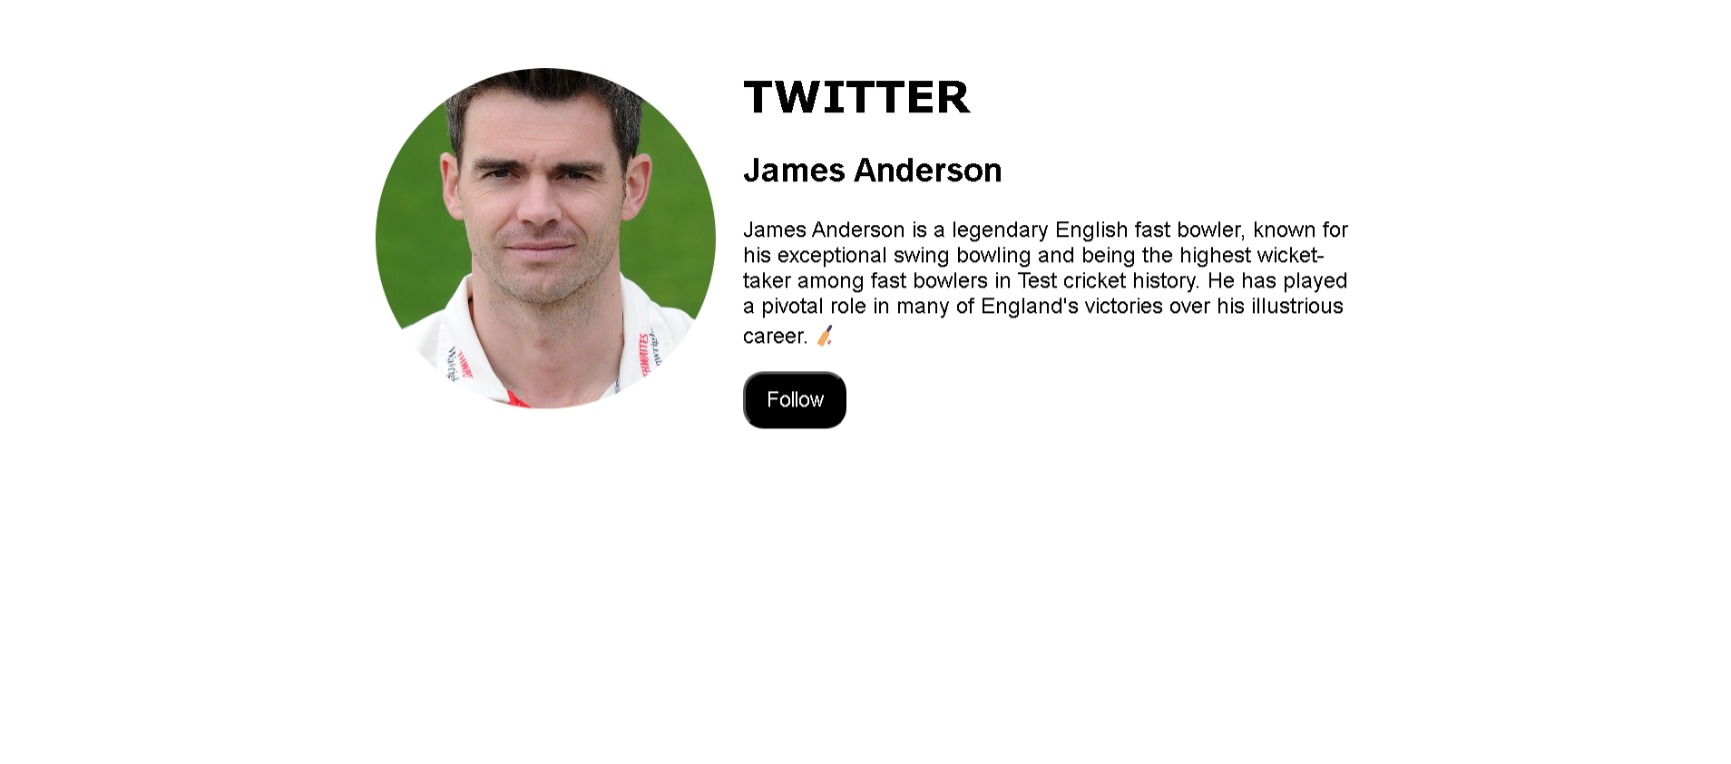 TWITTER
James Anderson
James Anderson is a legendary English fast bowler, known for
his exceptional swing bowling and being the highest wicket-
taker among fast bowlers in Test cricket history. He has played
a pivotal role in many of England's victories over his illustrious
career. 🏏
Follow